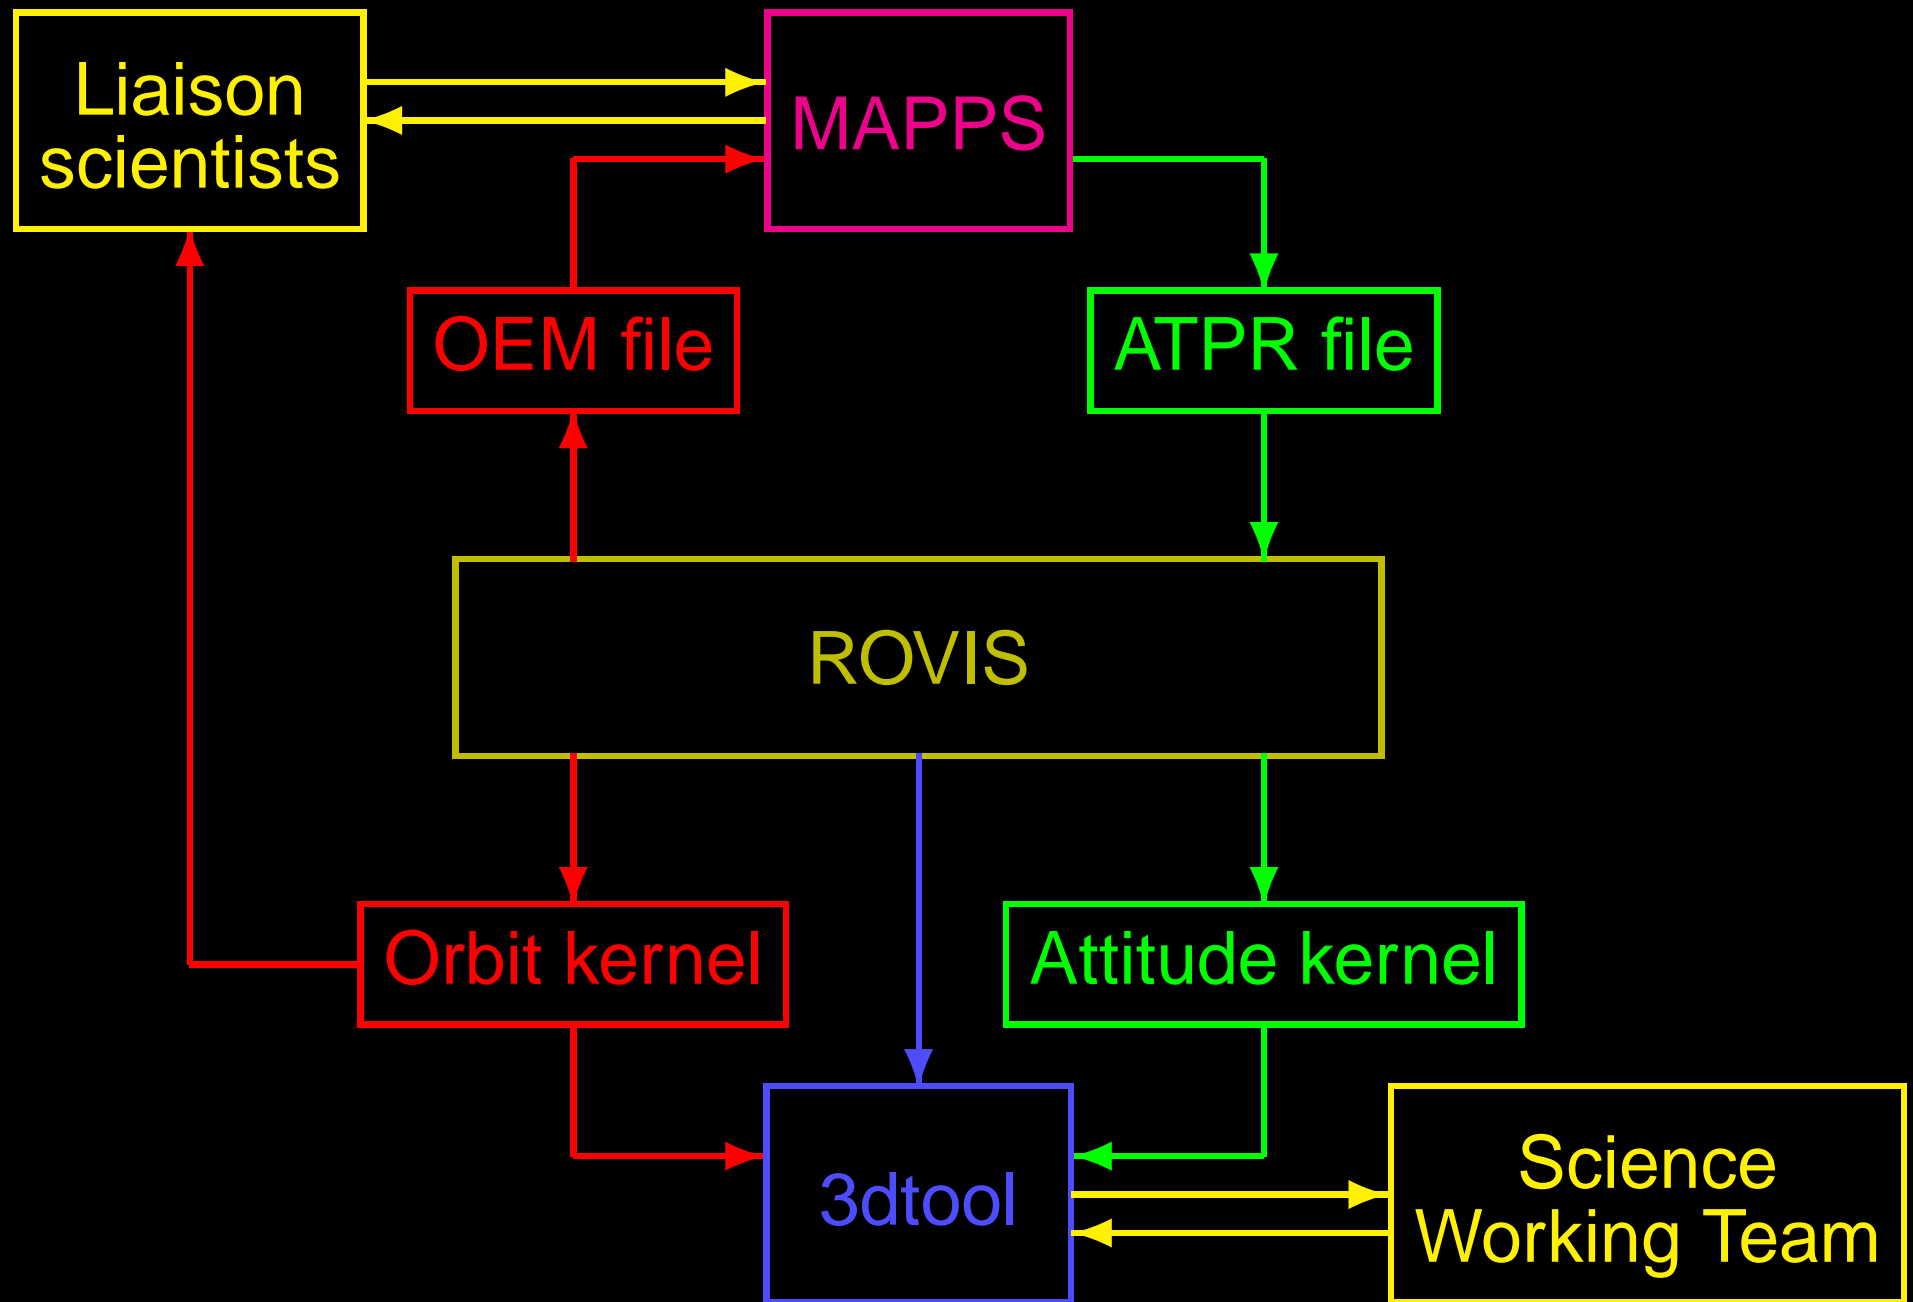 Liaison
scientists
MAPPS
OEM file
ATPR file
ROVIS
Orbit kernel
Attitude kernel
3dtool
Science
Working Team